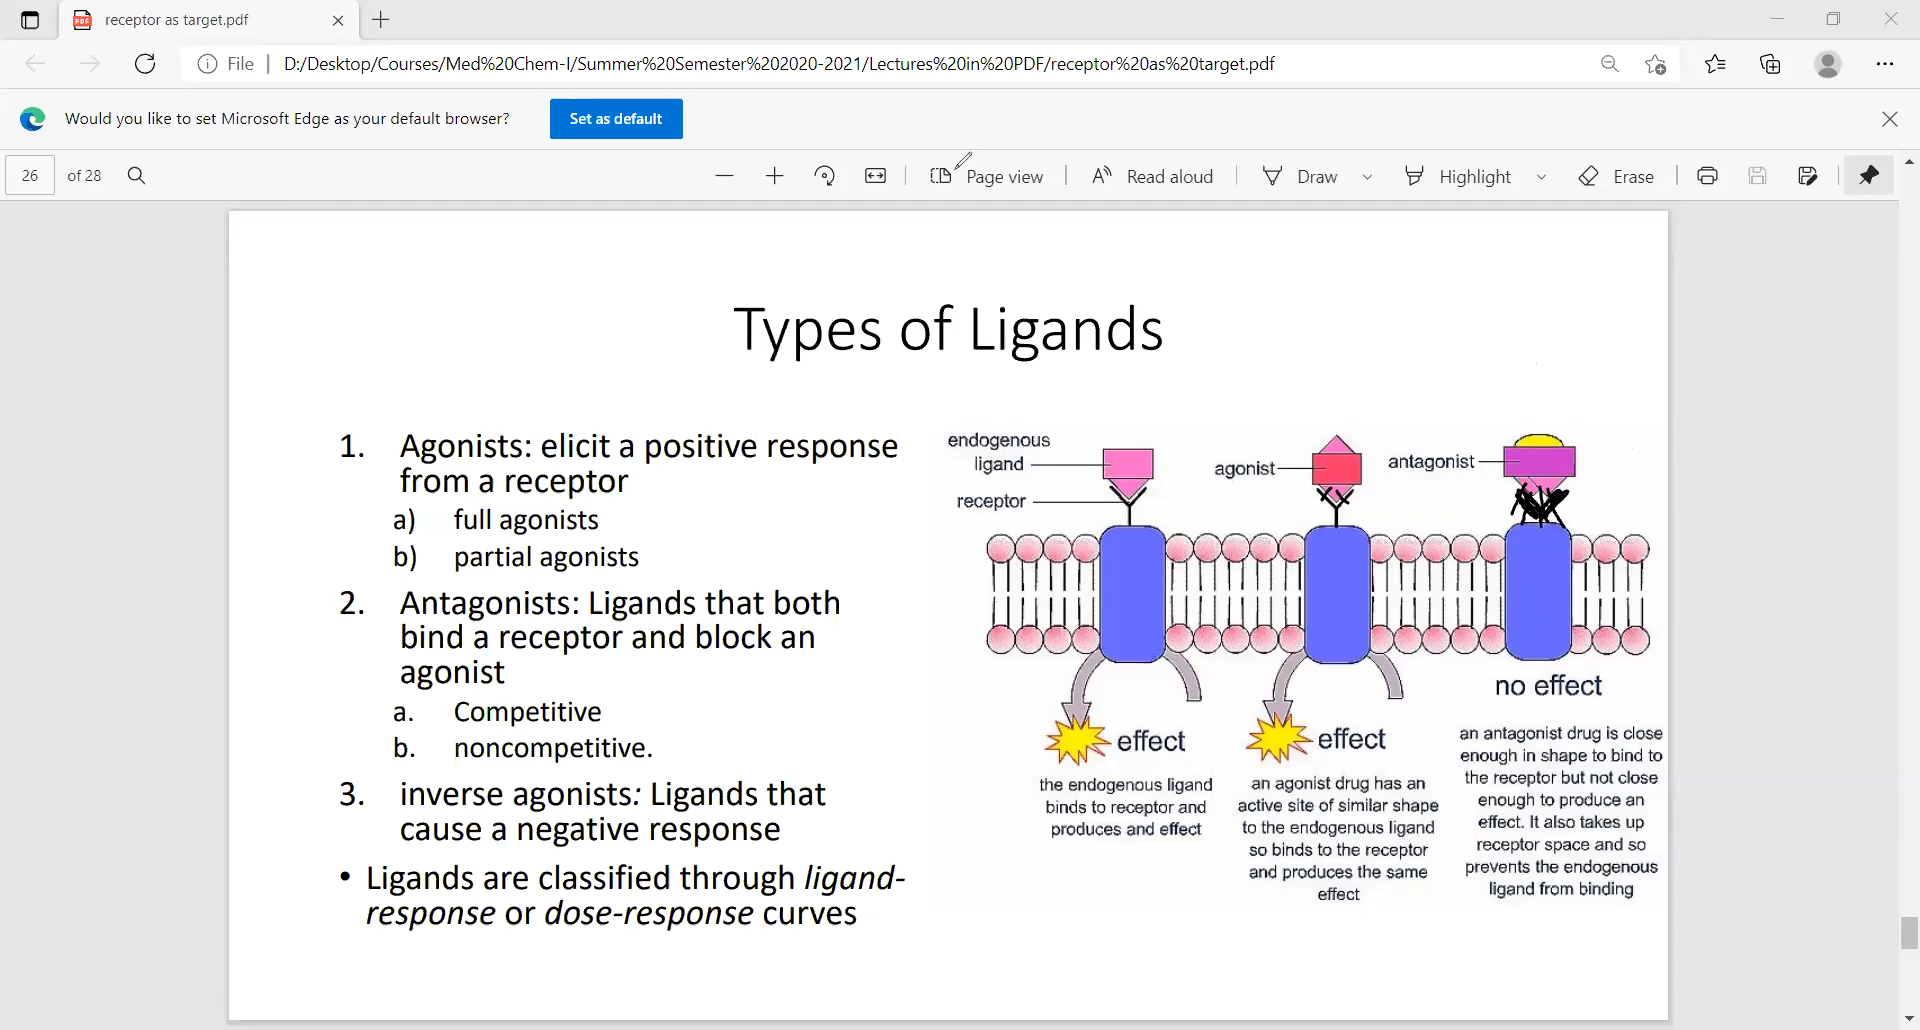 receptor as target.pdf
File
D:/Desktop/Courses/Med%20Chem-I/Summer%20Semester%202020-2021/Lectures%20in%20PDF/receptor%20as%20target.pdf
Would you like to set Microsoft Edge as your default browser?
Set as default
26 of 28
Page view
Read aloud
Draw
Highlight
Erase
Types of Ligands
1. Agonists: elicit a positive response
from a receptor
a) full agonists
b) partial agonists
2. Antagonists: Ligands that both
bind a receptor and block an
agonist
a. Competitive
b. noncompetitive.
3. inverse agonists: Ligands that
cause a negative response
• Ligands are classified through ligand-
response or dose-response curves
endogenous
ligand
receptor
agonist
antagonist
effect
the endogenous ligand
binds to receptor and
produces and effect
effect
an agonist drug has an
active site of similar shape
to the endogenous ligand
so binds to the receptor
and produces the same
effect
no effect
an antagonist drug is close
enough in shape to bind to
the receptor but not close
enough to produce an
effect. It also takes up
receptor space and so
prevents the endogenous
ligand from binding